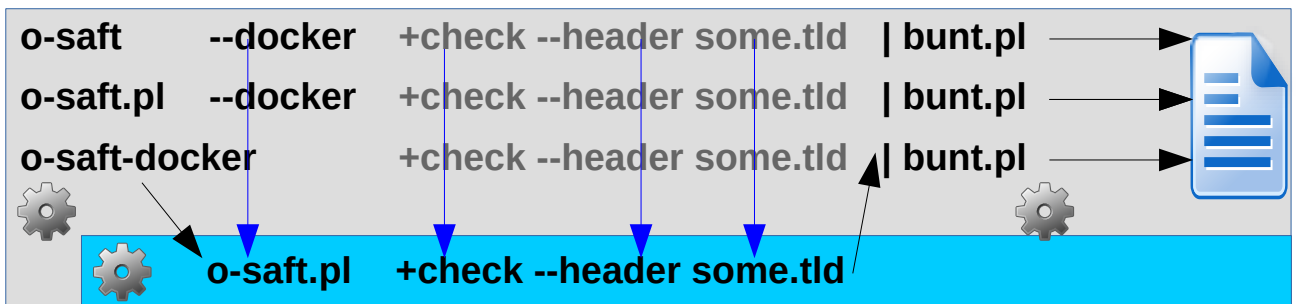 o-saft --docker +check --header some.tld | bunt.pl
o-saft.pl --docker +check --header some.tld | bunt.pl
o-saft-docker +check --header some.tld | bunt.pl
o-saft.pl +check --header some.tld